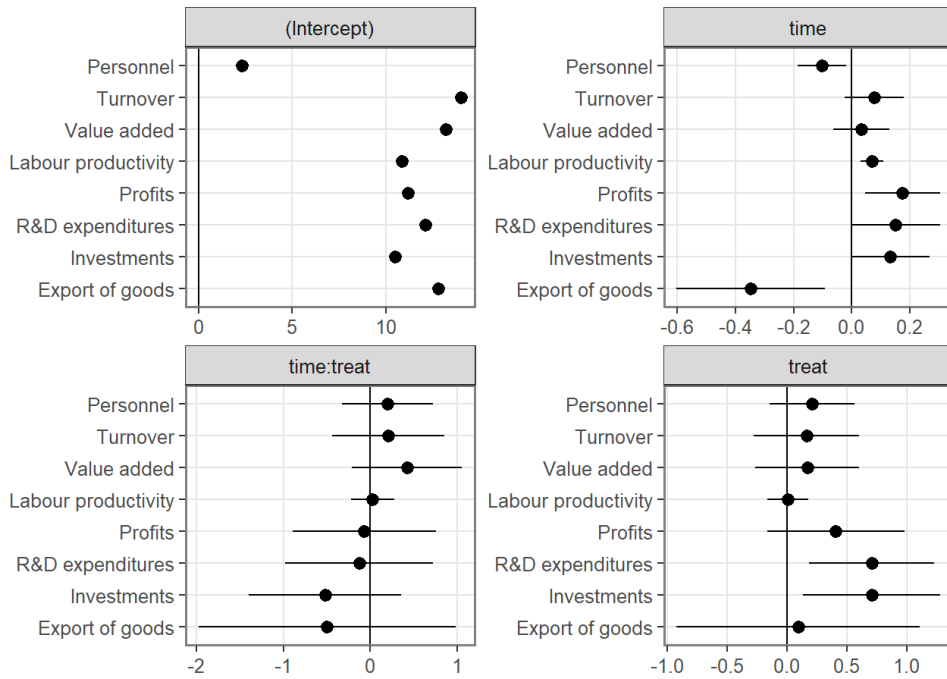 (Intercept)
Personnel
Turnover
Value added
Labour productivity
Profits
R&D expenditures
Investments
Export of goods
0 5 10
time
Personnel
Turnover
Value added
Labour productivity
Profits
R&D expenditures
Investments
Export of goods
-0.6 -0.4 -0.2 0.0 0.2
time:treat
Personnel
Turnover
Value added
Labour productivity
Profits
R&D expenditures
Investments
Export of goods
-2 -1 0 1
treat
Personnel
Turnover
Value added
Labour productivity
Profits
R&D expenditures
Investments
Export of goods
-1.0 -0.5 0.0 0.5 1.0